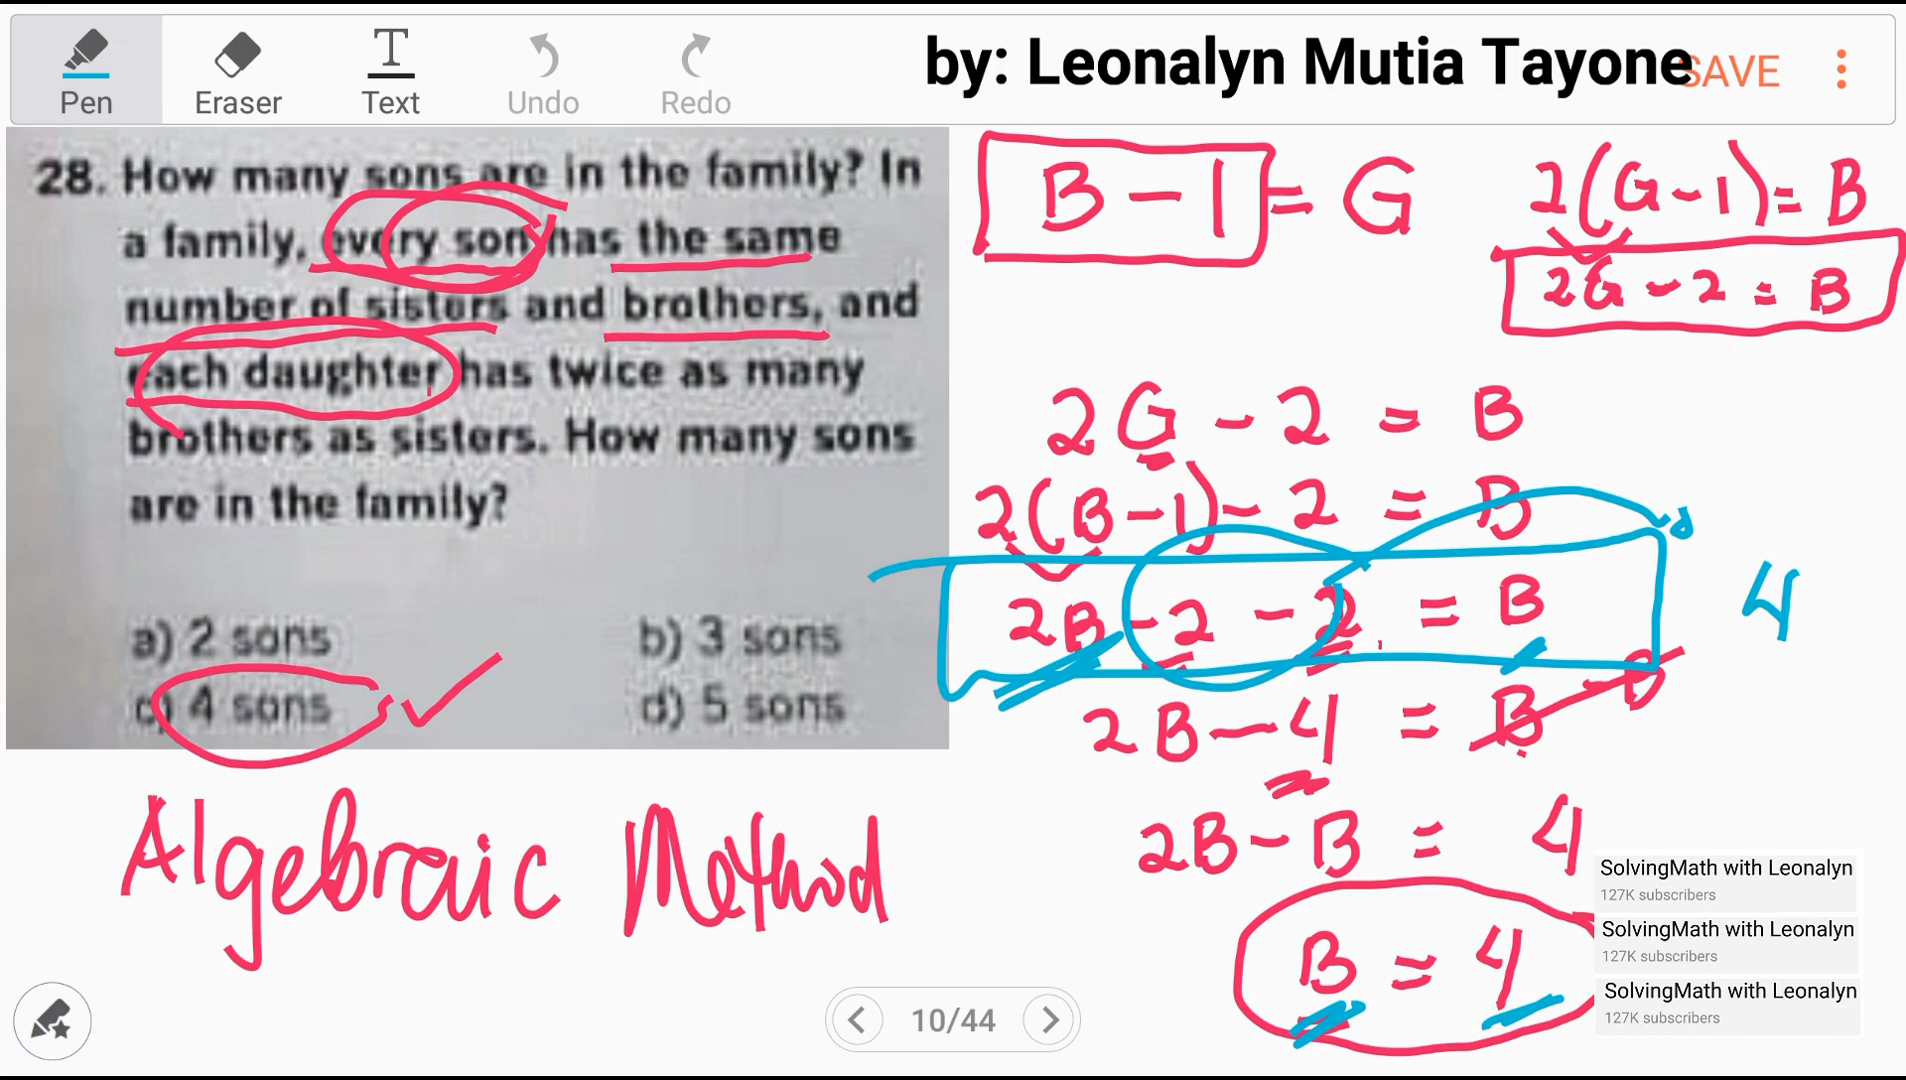 Pen
Eraser
Text
Undo
Redo
by: Leonalyn Mutia Tayone
SAVE
28. How many sons are in the family? In
a family, every son has the same
number of sisters and brothers, and
each daughter has twice as many
brothers as sisters. How many sons
are in the family?
a) 2 sons
b) 3 sons
c) 4 sons
d) 5 sons
Algebraic Method
B - 1 = G
2(G-1) = B
2G - 2 = B
2G - 2 = B
2(B-1) - 2 = B
2B - 2 - 2 = B
4
2B - 4 = B
2B - B = 4
B = 4
SolvingMath with Leonalyn
127K subscribers
SolvingMath with Leonalyn
127K subscribers
SolvingMath with Leonalyn
127K subscribers
10/44